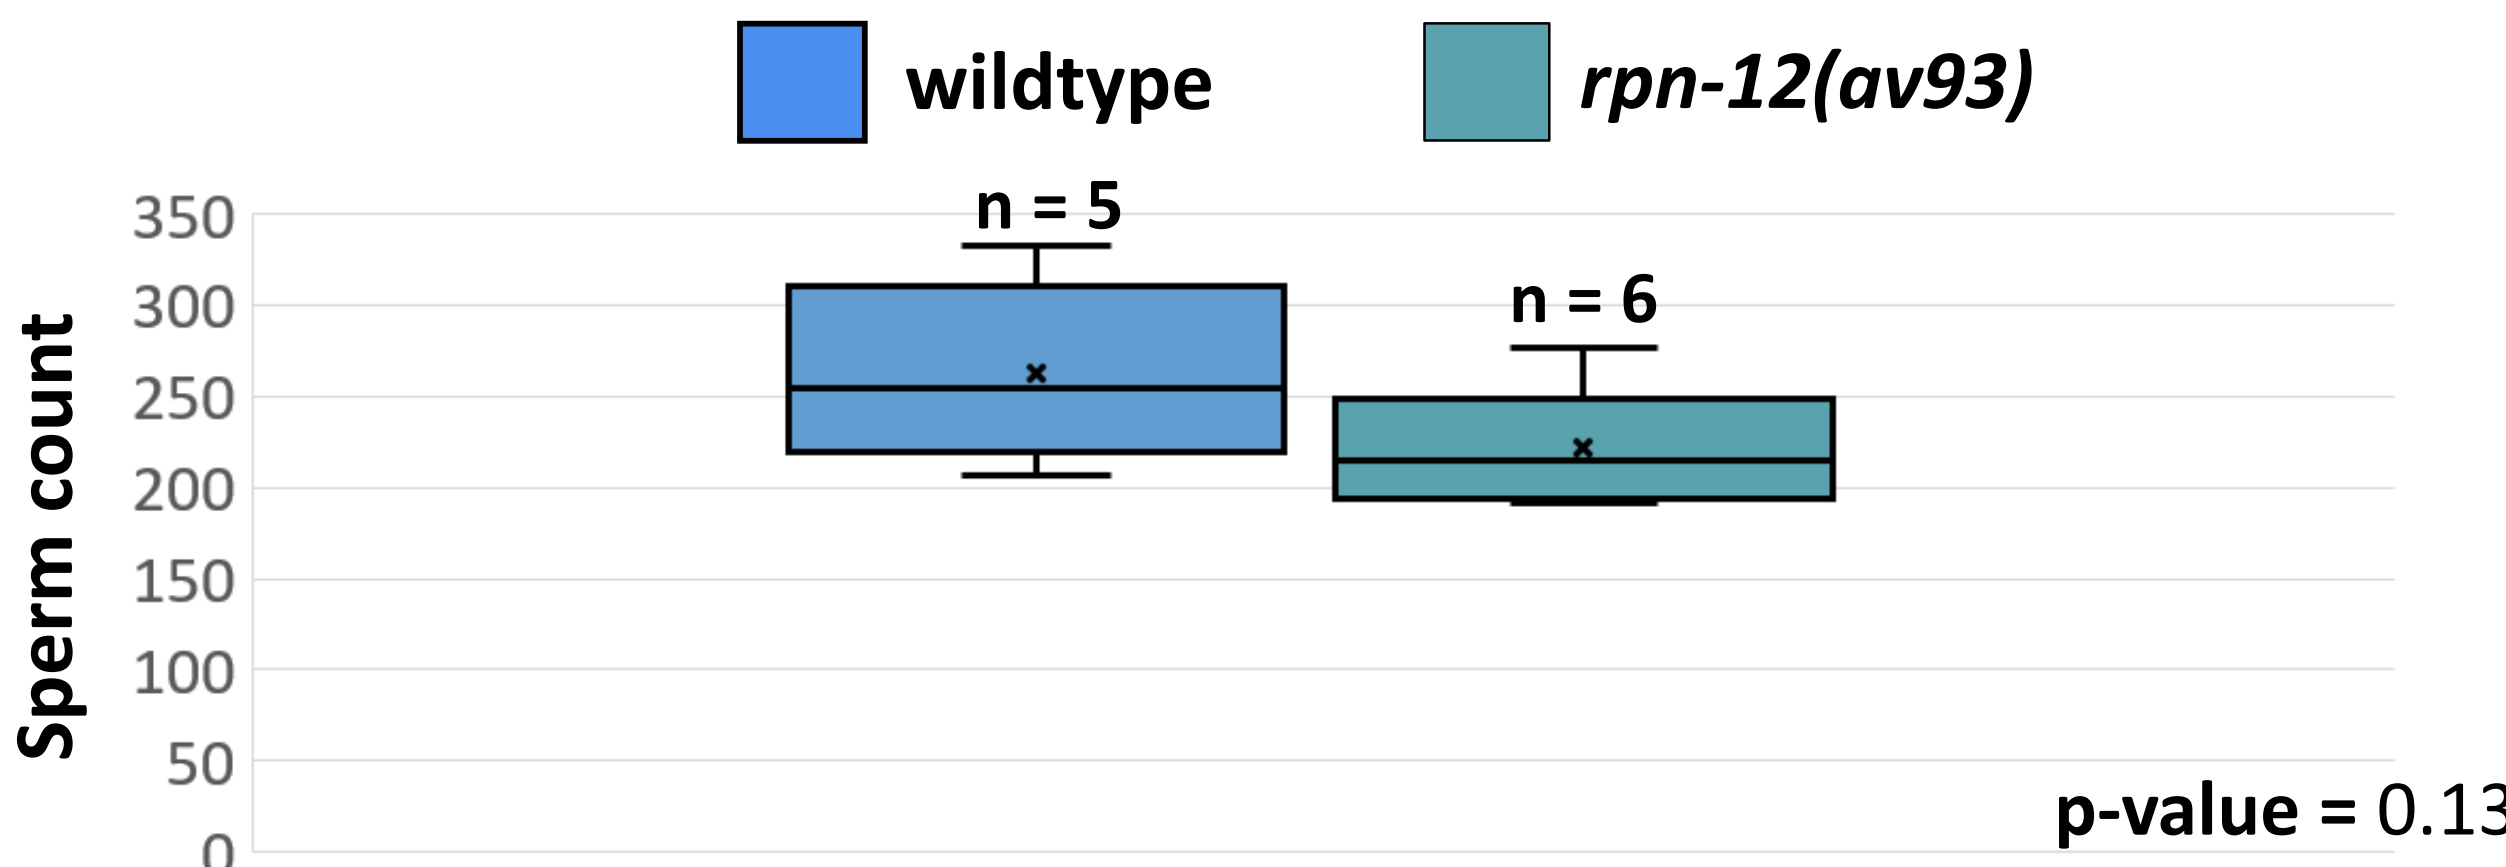 wildtype
rpn-12(av93)
n = 5
n = 6
350
300
250
200
150
100
50
0
Sperm count
p-value = 0.13